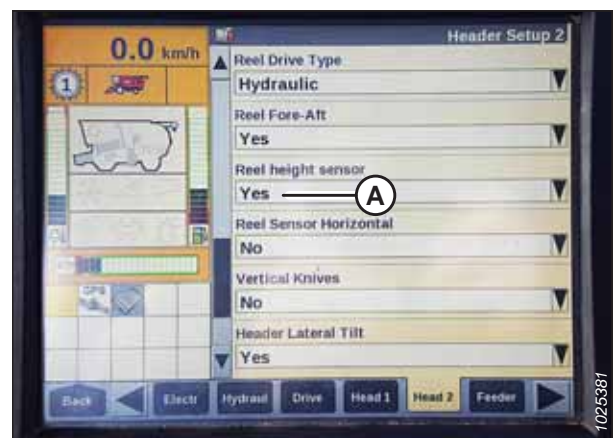 0.0 km/h
Header Setup 2
1
Reel Drive Type
Hydraulic
Reel Fore-Aft
Yes
Reel height sensor
Yes
A
Reel Sensor Horizontal
No
Vertical Knives
No
Header Lateral Tilt
Yes
Back
Electr
Hydraul
Drive
Head 1
Head 2
Feeder
1025381